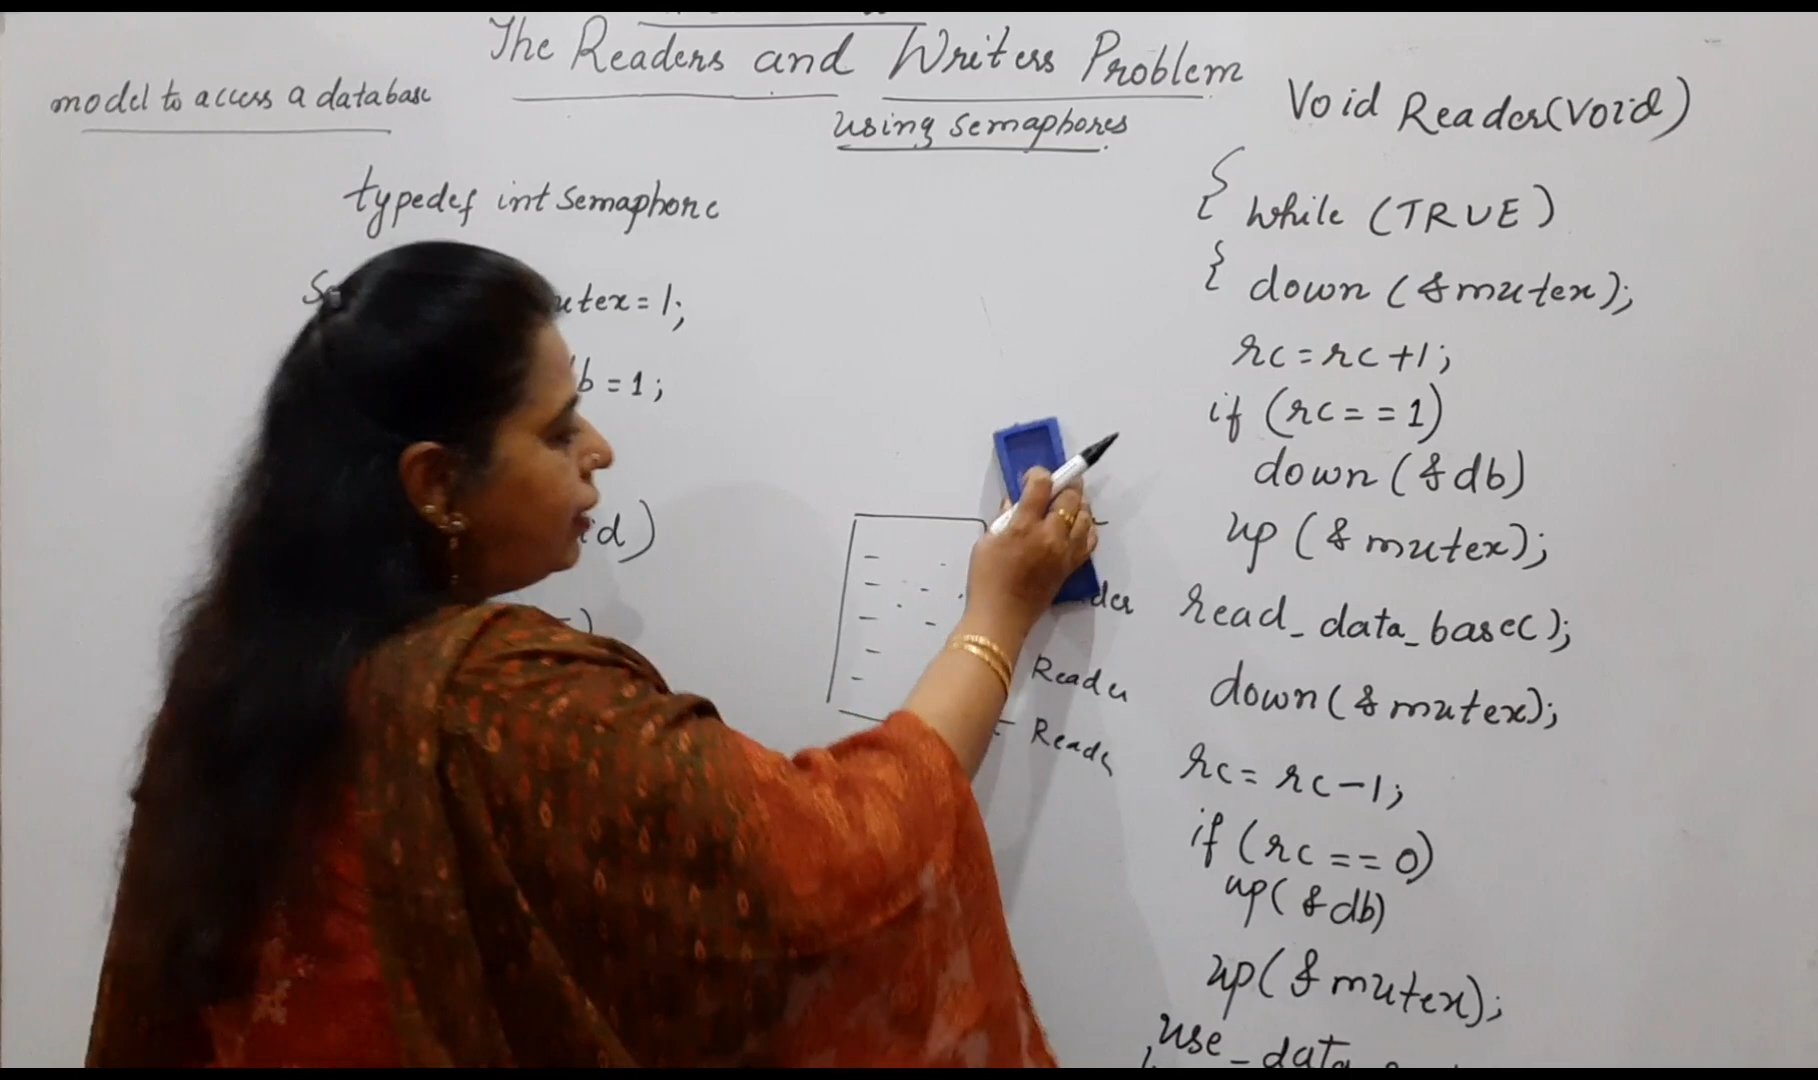 The Readers and Writers Problem
using semaphores
model to access a database
typedef int semaphore
utex = 1;
b = 1;
id)
Reader
Reade
Void Reader(Void)
{ while (TRUE)
{ down (&mutex);
rc = rc +1;
if (rc == 1)
down (&db)
up (&mutex);
read_data_base();
down(&mutex);
rc = rc -1;
if (rc == 0)
up(&db)
up(&mutex);
use_data